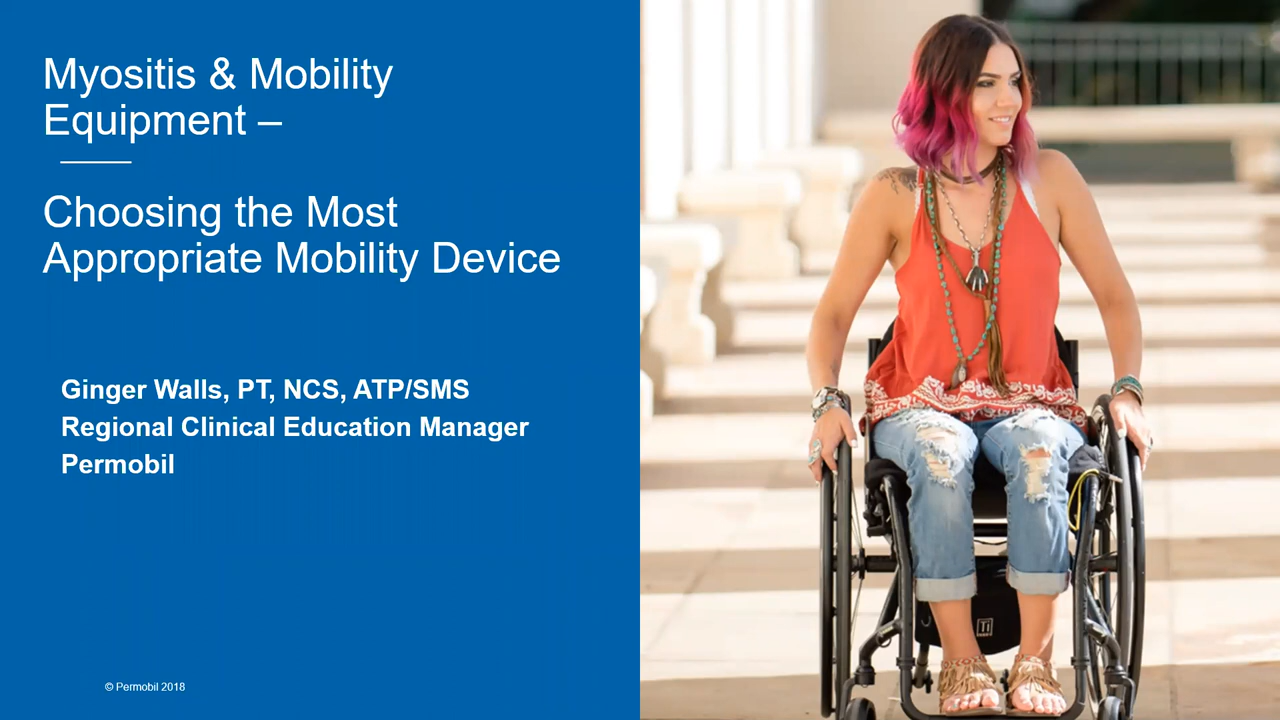 Myositis & Mobility
Equipment –
Choosing the Most
Appropriate Mobility Device
Ginger Walls, PT, NCS, ATP/SMS
Regional Clinical Education Manager
Permobil
© Permobil 2018
Ti